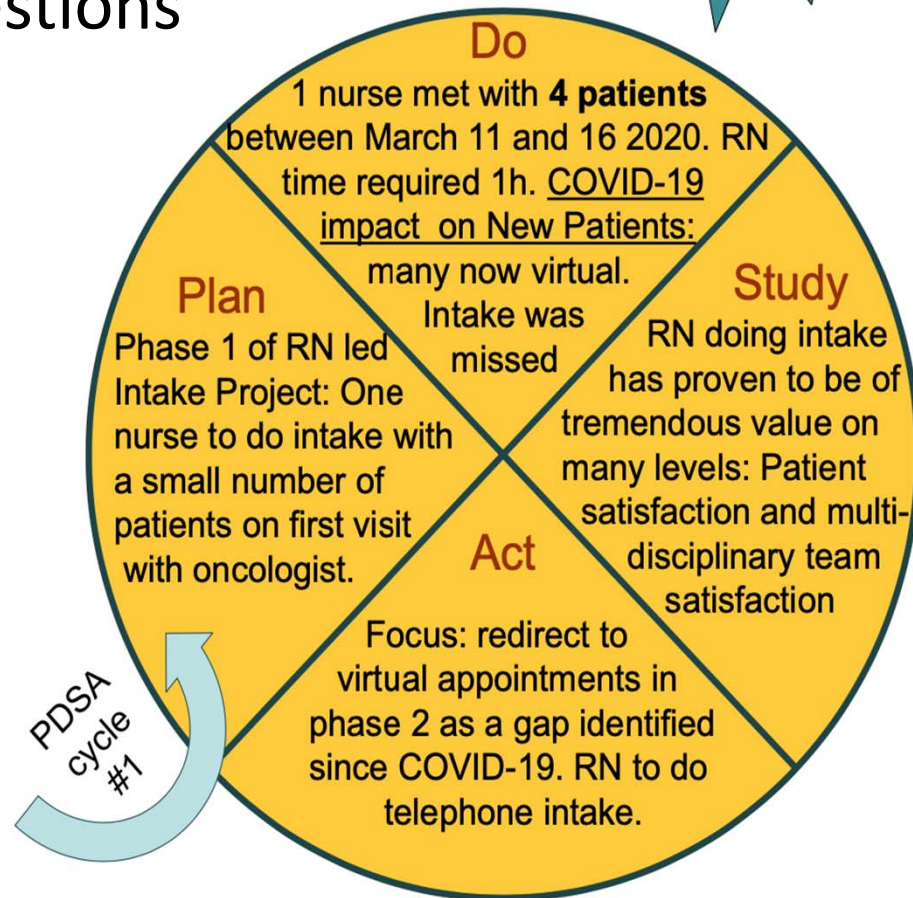 Do
1 nurse met with 4 patients
between March 11 and 16 2020. RN
time required 1h. COVID-19
impact on New Patients:
many now virtual.
Intake was
missed
Plan
Phase 1 of RN led
Intake Project: One
nurse to do intake with
a small number of
patients on first visit
with oncologist.
Study
RN doing intake
has proven to be of
tremendous value on
many levels: Patient
satisfaction and multi-
disciplinary team
satisfaction
Act
Focus: redirect to
virtual appointments in
phase 2 as a gap identified
since COVID-19. RN to do
telephone intake.
PDSA
cycle
#1